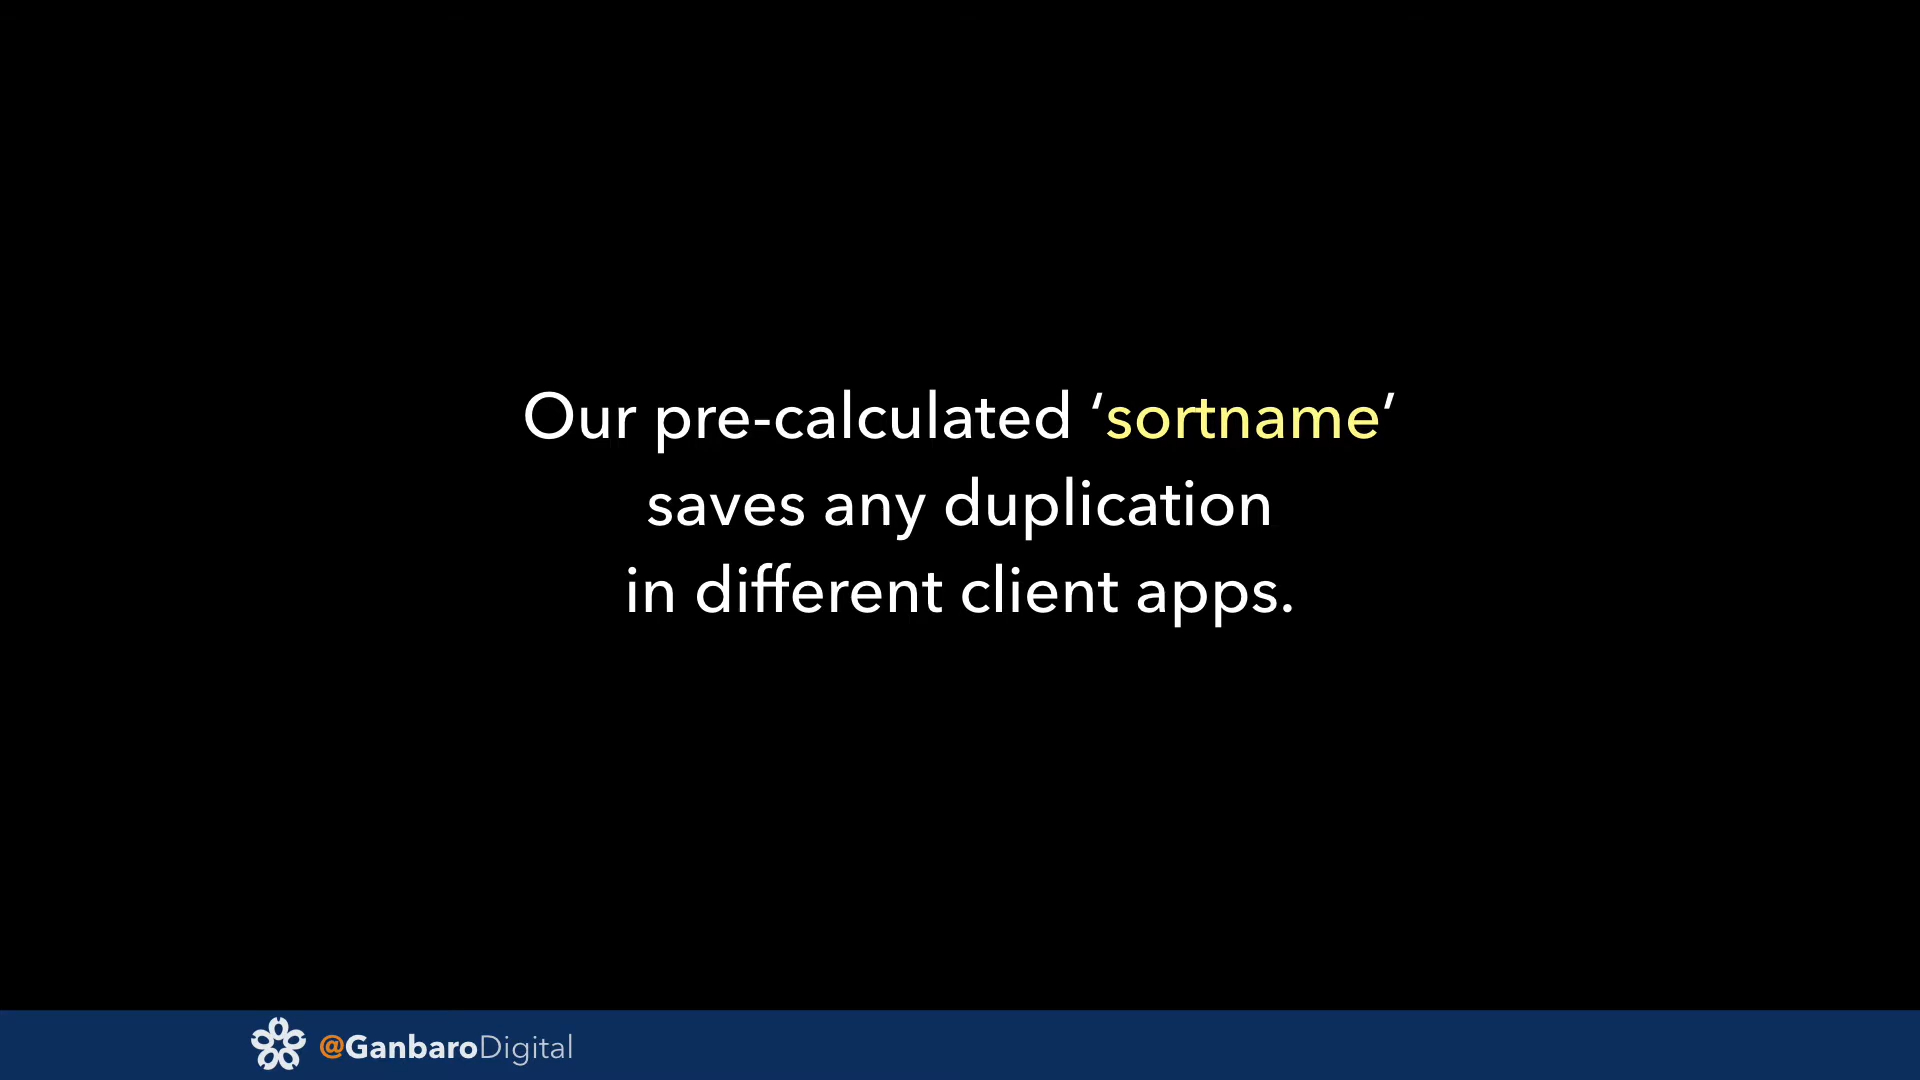 Our pre-calculated ‘sortname’
saves any duplication
in different client apps.
@GanbaroDigital